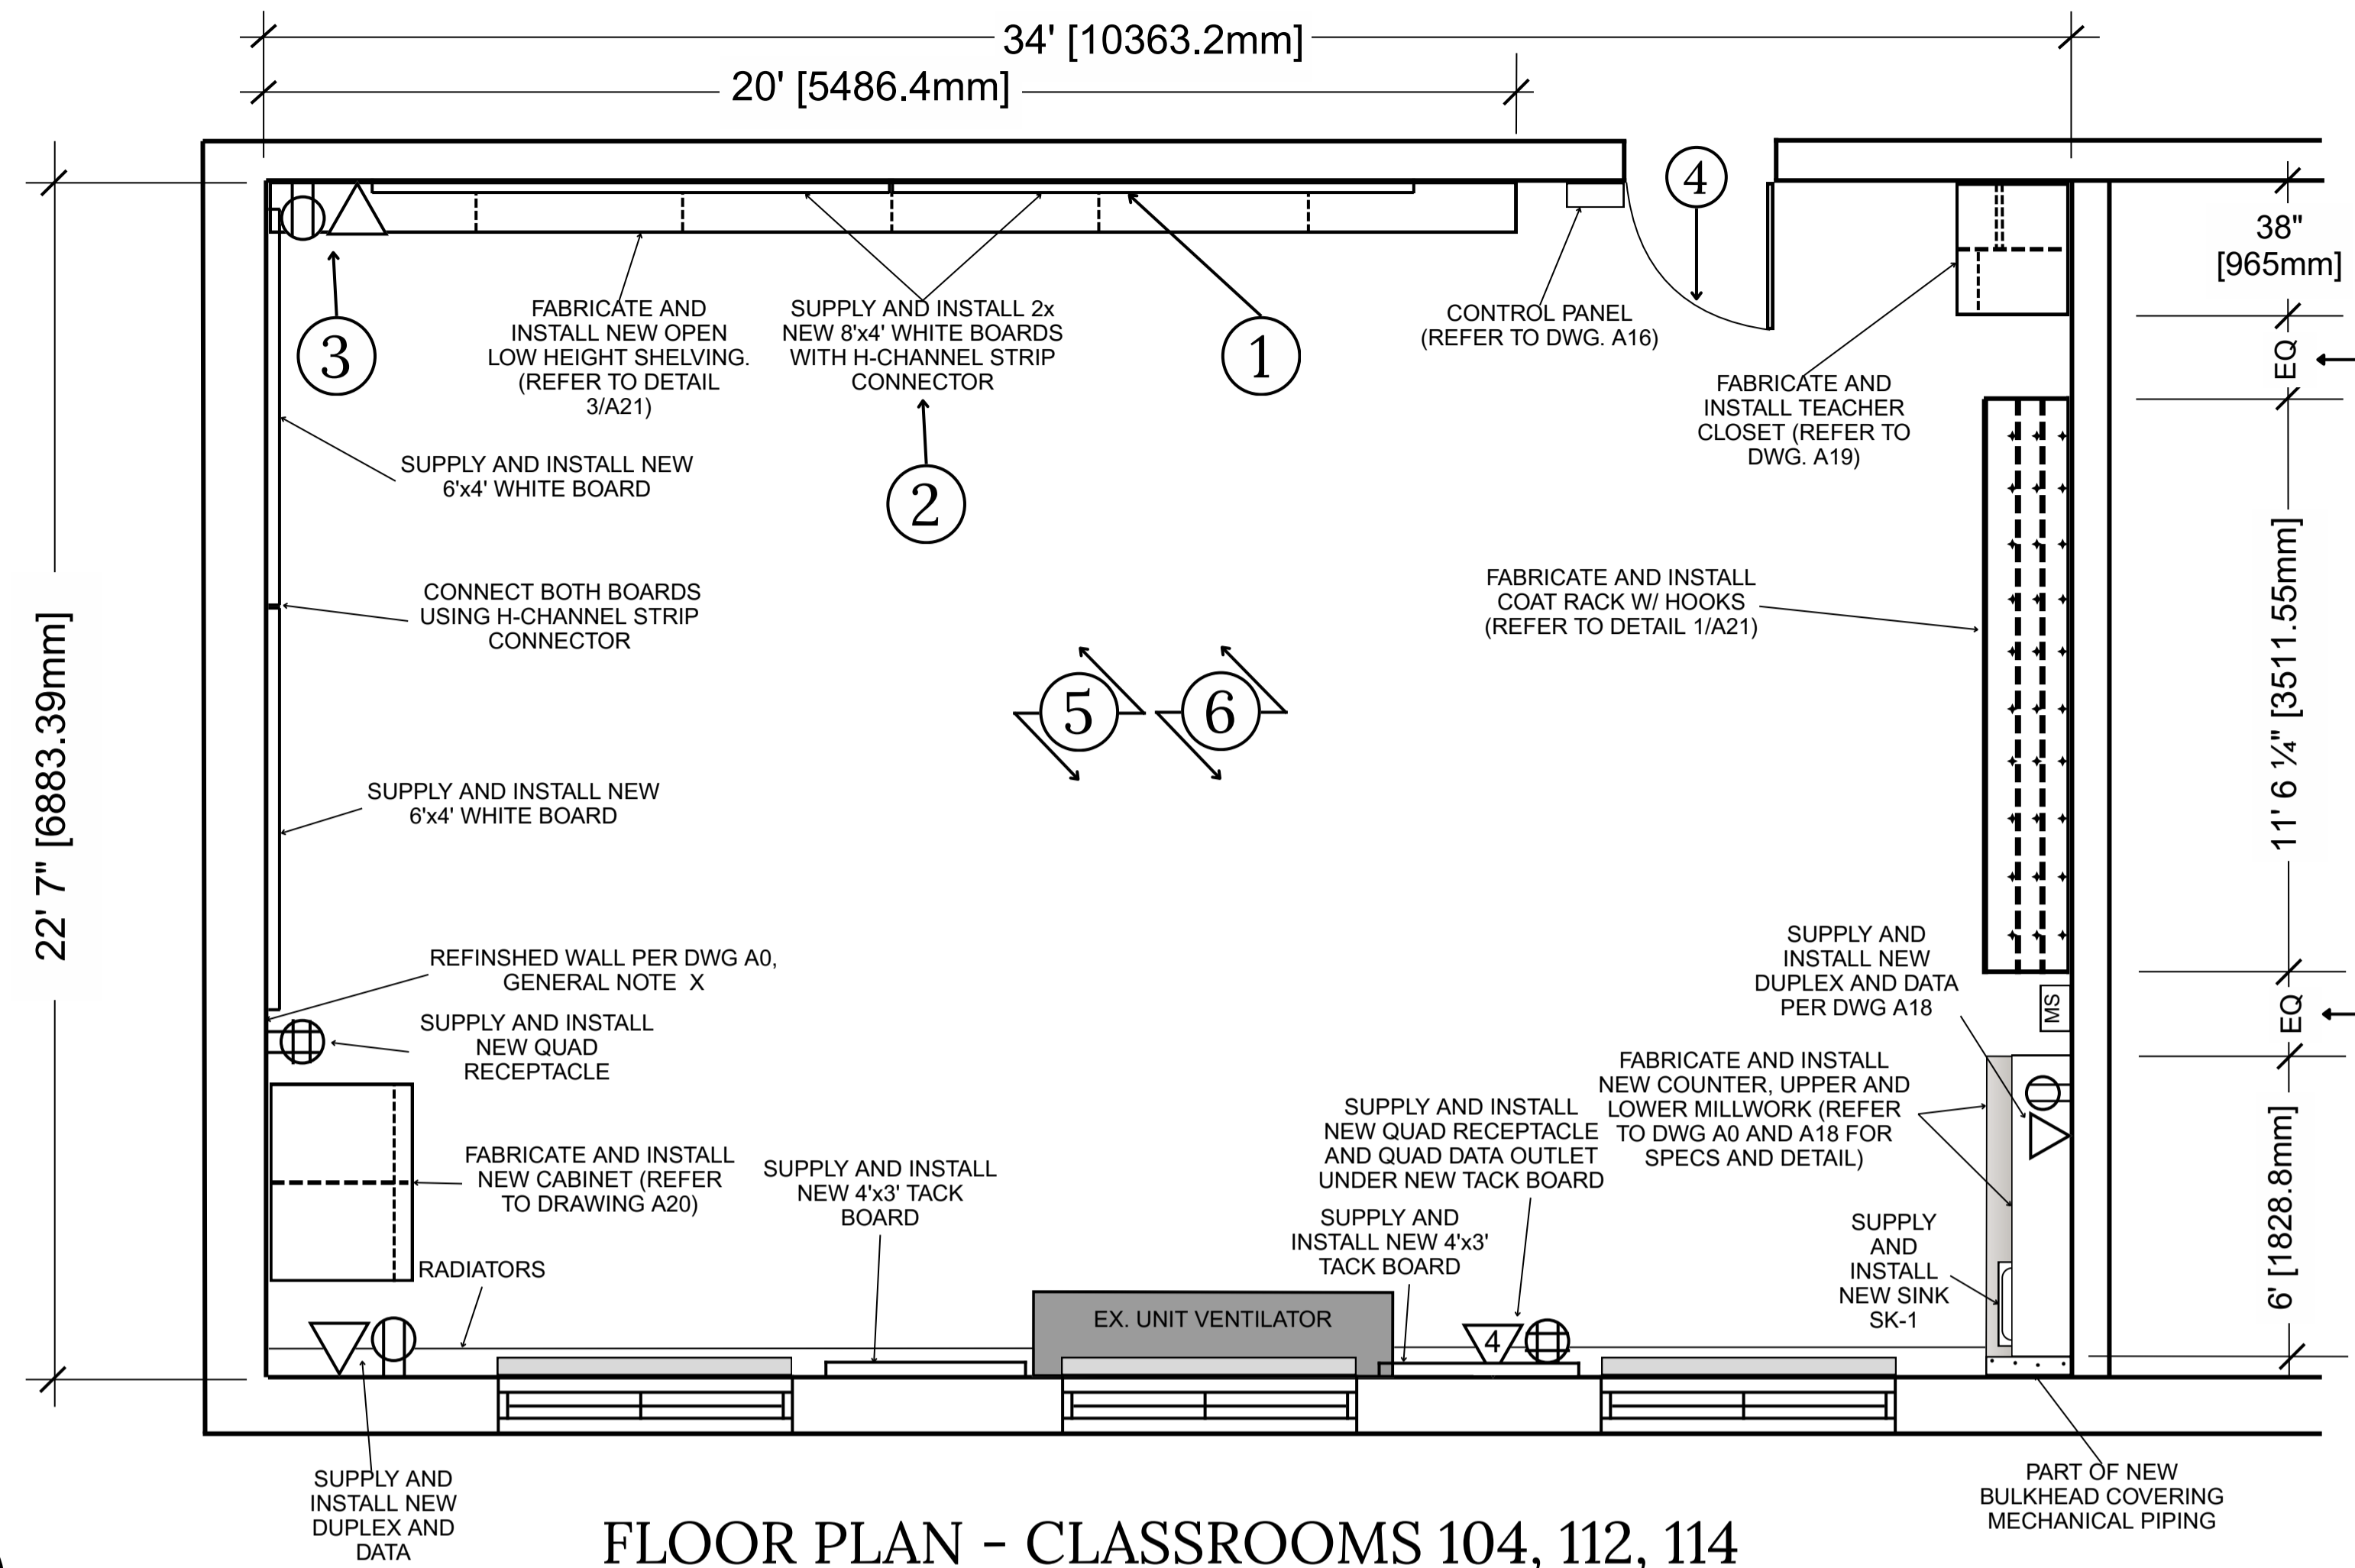 34' [10363.2mm]
20' [5486.4mm]
4
38"
[965mm]
3
FABRICATE AND
INSTALL NEW OPEN
LOW HEIGHT SHELVING.
(REFER TO DETAIL
3/A21)
SUPPLY AND INSTALL 2x
NEW 8'x4' WHITE BOARDS
WITH H-CHANNEL STRIP
CONNECTOR
1
CONTROL PANEL
(REFER TO DWG. A16)
EQ
FABRICATE AND
INSTALL TEACHER
CLOSET (REFER TO
DWG. A19)
SUPPLY AND INSTALL NEW
6'x4' WHITE BOARD
2
CONNECT BOTH BOARDS
USING H-CHANNEL STRIP
CONNECTOR
FABRICATE AND INSTALL
COAT RACK W/ HOOKS
(REFER TO DETAIL 1/A21)
11' 6 ¼" [3511.55mm]
22' 7" [6883.39mm]
5
6
SUPPLY AND INSTALL NEW
6'x4' WHITE BOARD
REFINSHED WALL PER DWG A0,
GENERAL NOTE X
SUPPLY AND
INSTALL NEW
DUPLEX AND DATA
PER DWG A18
MS
EQ
SUPPLY AND INSTALL
NEW QUAD
RECEPTACLE
FABRICATE AND INSTALL
NEW COUNTER, UPPER AND
LOWER MILLWORK (REFER
TO DWG A0 AND A18 FOR
SPECS AND DETAIL)
SUPPLY AND INSTALL
NEW QUAD RECEPTACLE
AND QUAD DATA OUTLET
UNDER NEW TACK BOARD
FABRICATE AND INSTALL
NEW CABINET (REFER
TO DRAWING A20)
SUPPLY AND INSTALL
NEW 4'x3' TACK
BOARD
6' [1828.8mm]
SUPPLY AND
INSTALL NEW 4'x3'
TACK BOARD
SUPPLY
AND
INSTALL
NEW SINK
SK-1
RADIATORS
EX. UNIT VENTILATOR
4
SUPPLY AND
INSTALL NEW
DUPLEX AND
DATA
PART OF NEW
BULKHEAD COVERING
MECHANICAL PIPING
FLOOR PLAN - CLASSROOMS 104, 112, 114